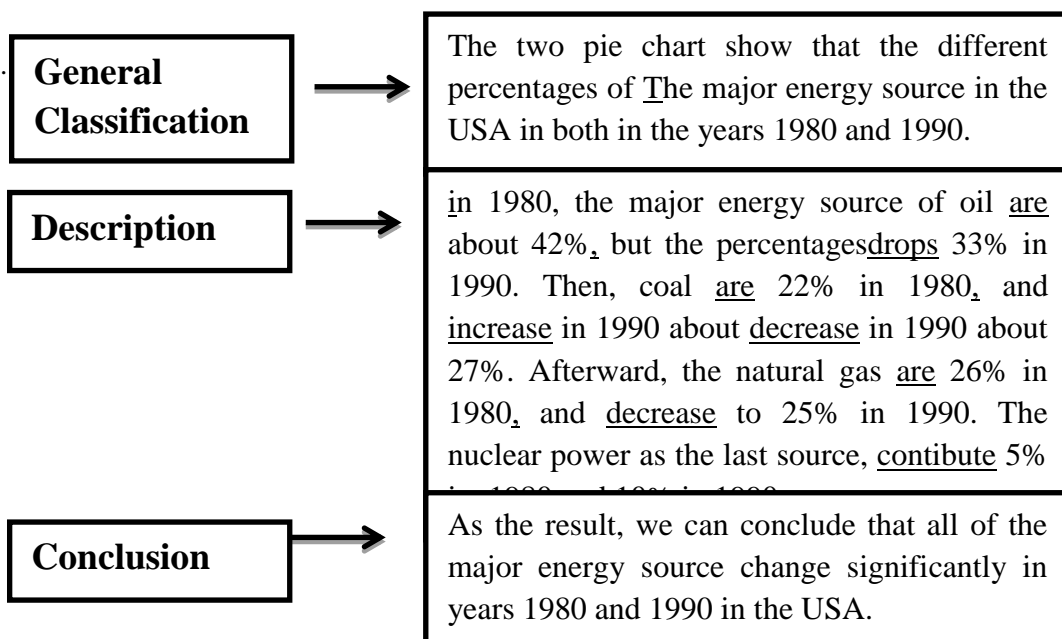 General
Classification
The two pie chart show that the different
percentages of The major energy source in the
USA in both in the years 1980 and 1990.
Description
in 1980, the major energy source of oil are
about 42%, but the percentagesdrops 33% in
1990. Then, coal are 22% in 1980, and
increase in 1990 about decrease in 1990 about
27%. Afterward, the natural gas are 26% in
1980, and decrease to 25% in 1990. The
nuclear power as the last source, contibute 5%
Conclusion
As the result, we can conclude that all of the
major energy source change significantly in
years 1980 and 1990 in the USA.